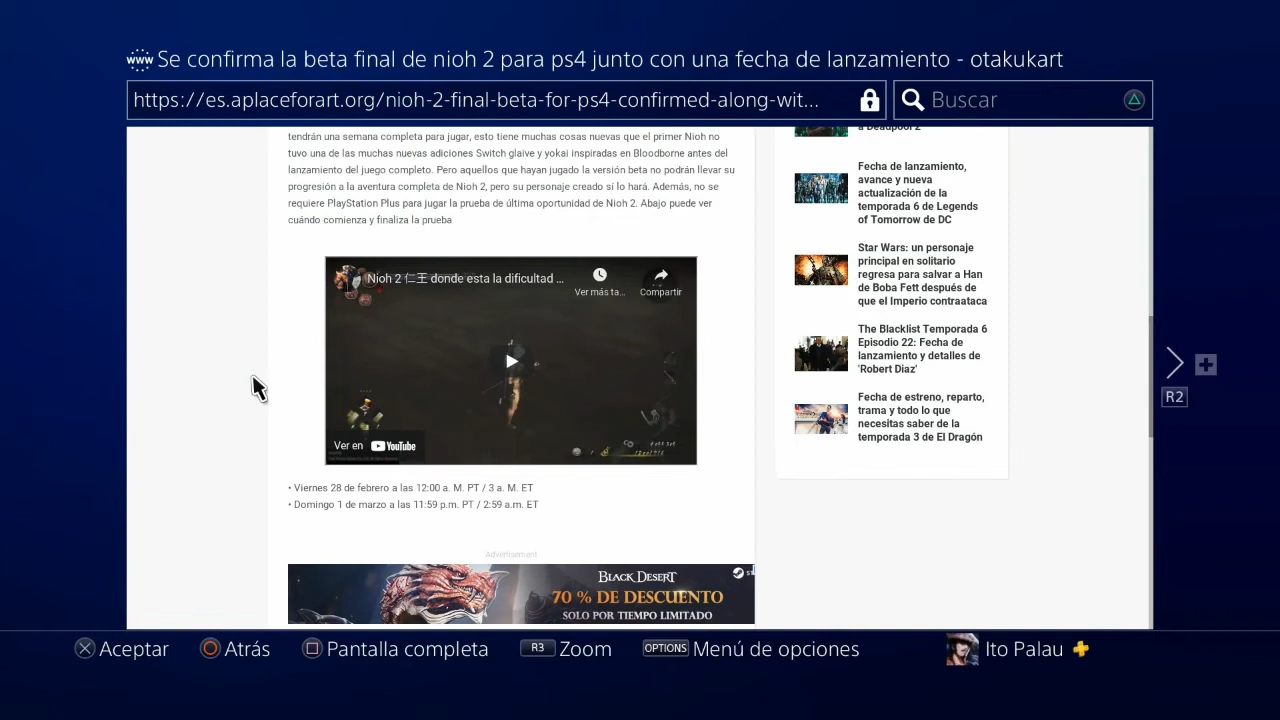 Se confirma la beta final de nioh 2 para ps4 junto con una fecha de lanzamiento - otakukart
https://es.aplaceforart.org/nioh-2-final-beta-for-ps4-confirmed-along-wit...
Buscar
tendrán una semana completa para jugar, esto tiene muchas cosas nuevas que el primer Nioh no
tuvo una de las muchas nuevas adiciones Switch glaive y yokai inspiradas en Bloodborne antes del
lanzamiento del juego completo. Pero aquellos que hayan jugado la versión beta no podrán llevar su
progresión a la aventura completa de Nioh 2, pero su personaje creado sí lo hará. Además, no se
requiere PlayStation Plus para jugar la prueba de última oportunidad de Nioh 2. Abajo puede ver
cuándo comienza y finaliza la prueba
Nioh 2 仁王 donde esta la dificultad ...
Ver más ta...
Compartir
Ver en YouTube
• Viernes 28 de febrero a las 12:00 a. M. PT / 3 a. M. ET
• Domingo 1 de marzo a las 11:59 p.m. PT / 2:59 a.m. ET
Advertisement
BLACK DESERT
70 % DE DESCUENTO
SOLO POR TIEMPO LIMITADO
a Deadpool 2
Fecha de lanzamiento,
avance y nueva
actualización de la
temporada 6 de Legends
of Tomorrow de DC
Star Wars: un personaje
principal en solitario
regresa para salvar a Han
de Boba Fett después de
que el Imperio contraataca
The Blacklist Temporada 6
Episodio 22: Fecha de
lanzamiento y detalles de
'Robert Diaz'
Fecha de estreno, reparto,
trama y todo lo que
necesitas saber de la
temporada 3 de El Dragón
R2
Aceptar
Atrás
Pantalla completa
R3 Zoom
OPTIONS Menú de opciones
Ito Palau